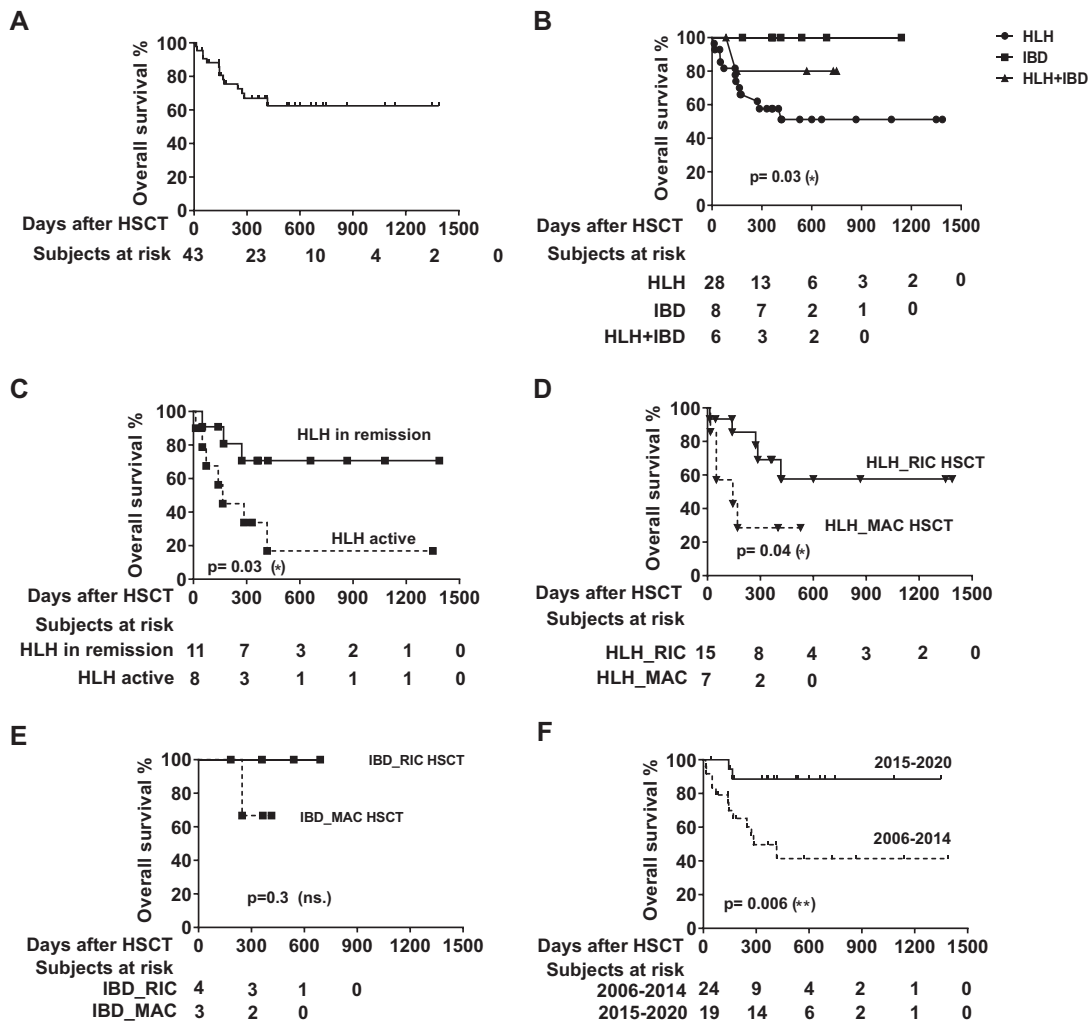 A
Overall survival %
100
80
60
40
20
0
0 300 600 900 1200 1500
Days after HSCT
Subjects at risk 43 23 10 4 2 0
B
Overall survival %
100
80
60
40
20
0
p= 0.03 (*)
HLH
IBD
HLH+IBD
0 300 600 900 1200 1500
Days after HSCT
Subjects at risk
HLH 28 13 6 3 2 0
IBD 8 7 2 1 0
HLH+IBD 6 3 2 0
C
Overall survival %
100
80
60
40
20
0
HLH in remission
HLH active
p= 0.03 (*)
Days after HSCT 0 300 600 900 1200 1500
Subjects at risk
HLH in remission 11 7 3 2 1 0
HLH active 8 3 1 1 1 0
D
Overall survival %
100
80
60
40
20
0
HLH_RIC HSCT
HLH_MAC HSCT
p= 0.04 (*)
Days after HSCT 0 300 600 900 1200 1500
Subjects at risk
HLH_RIC 15 8 4 3 2 0
HLH_MAC 7 2 0
E
Overall survival %
100
80
60
40
20
0
IBD_RIC HSCT
IBD_MAC HSCT
p=0.3 (ns.)
Days after HSCT 0 300 600 900 1200 1500
Subjects at risk
IBD_RIC 4 3 1 0
IBD_MAC 3 2 0
F
Overall survival %
100
80
60
40
20
0
2015-2020
2006-2014
p= 0.006 (**)
Days after HSCT 0 300 600 900 1200 1500
Subjects at risk
2006-2014 24 9 4 2 1 0
2015-2020 19 14 6 2 1 0